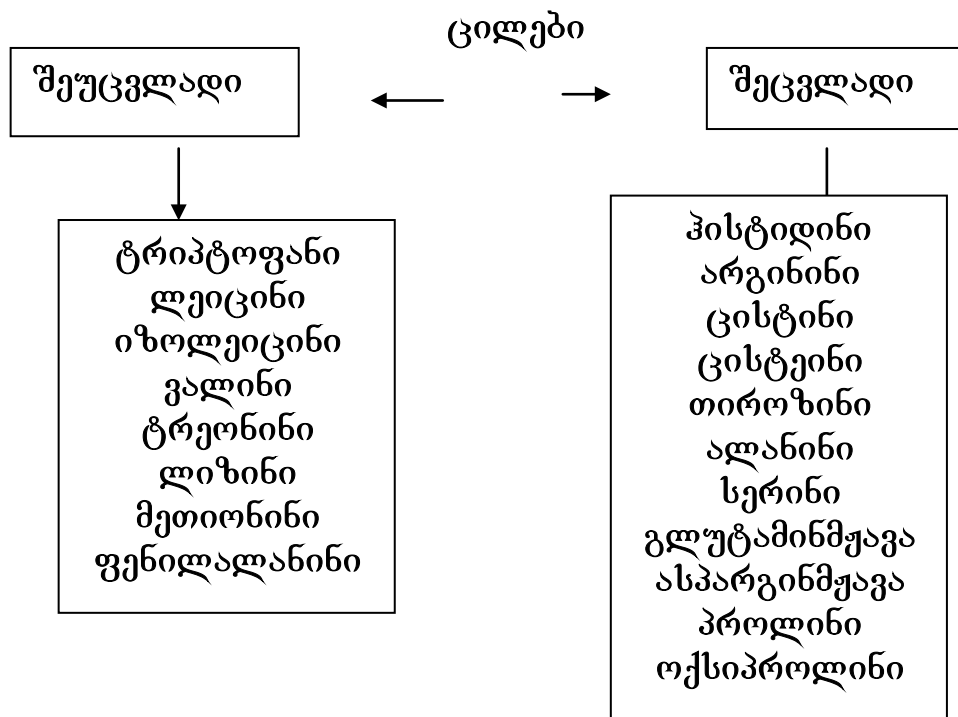 ცილები
შეუცვლადი
შეცვლადი
ტრიპტოფანი
ლეიცინი
იზოლეიცინი
ვალინი
ტრეონინი
ლიზინი
მეთიონინი
ფენილალანინი
ჰისტიდინი
არგინინი
ცისტინი
ცისტეინი
თიროზინი
ალანინი
სერინი
გლუტამინმჟავა
ასპარგინმჟავა
პროლინი
ოქსიპროლინი